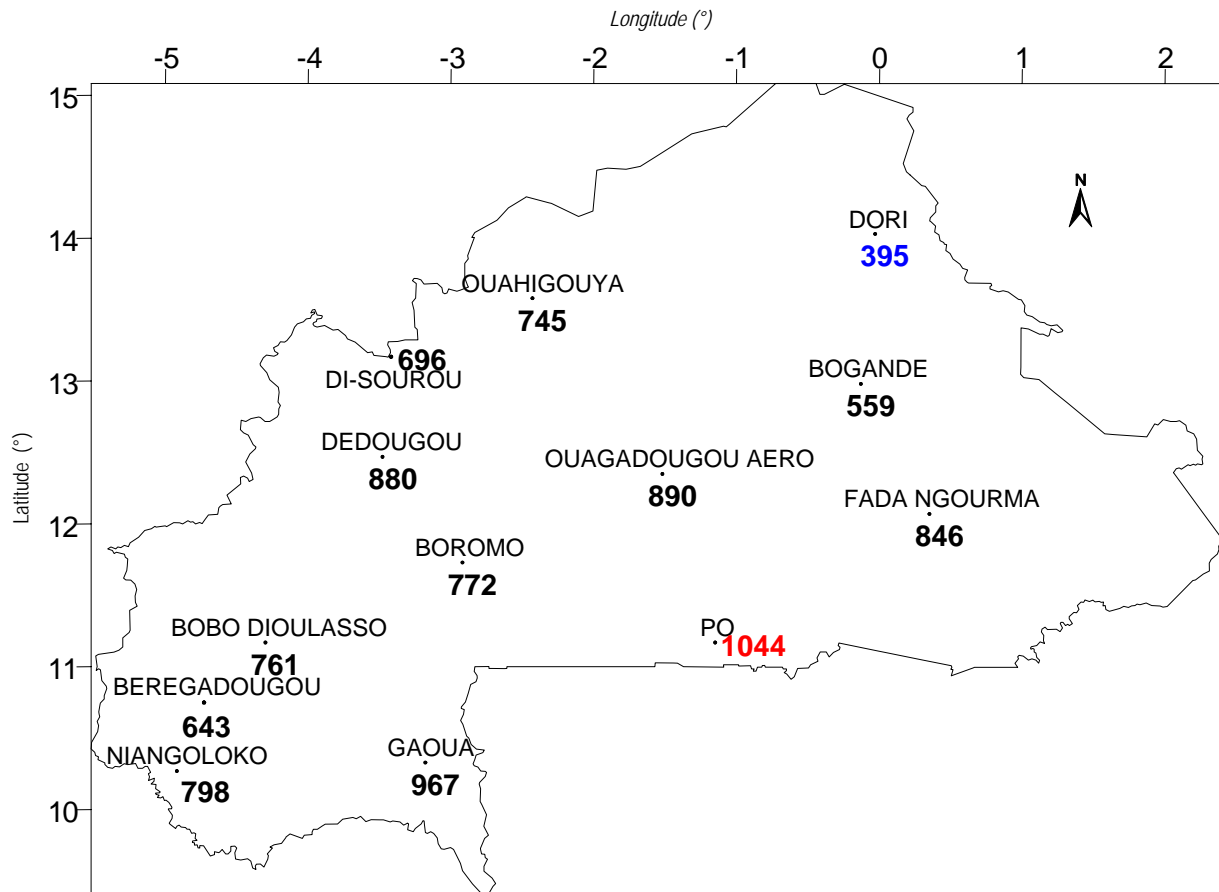 Longitude (°)
-5 -4 -3 -2 -1 0 1 2
15
N
DORI
14
395
OUAHIGOUYA
745
696
13
DI-SOUROU
BOGANDE
559
Latitude (°)
DEDOUGOU
880
OUAGADOUGOU AERO
890
FADA NGOURMA
846
12
BOROMO
772
BOBO DIOULASSO
761
PO
1044
11
BEREGADOUGOU
643
NIANGOLOKO
798
GAOUA
967
10